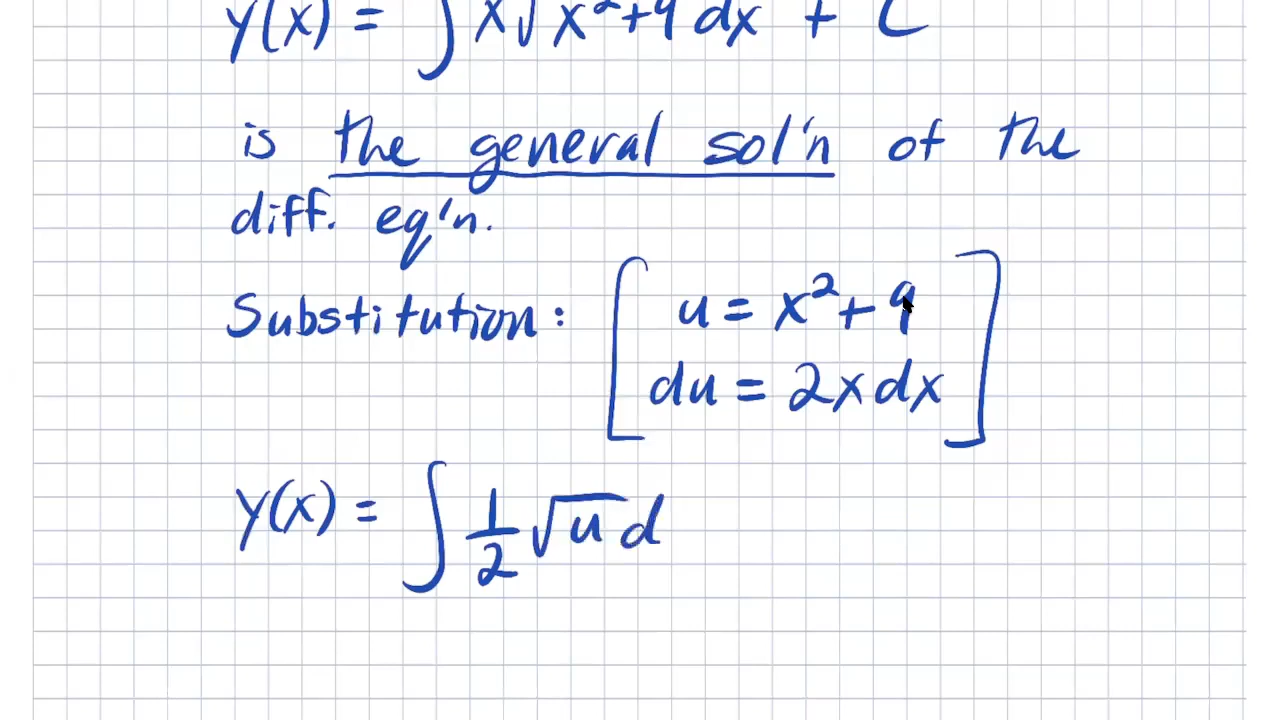 y(x) = ∫ x√x²+9 dx + C
is the general sol'n of the
diff. eq'n.
Substitution: [ u = x²+9
du = 2x dx ]
y(x) = ∫ 1/2 √u d